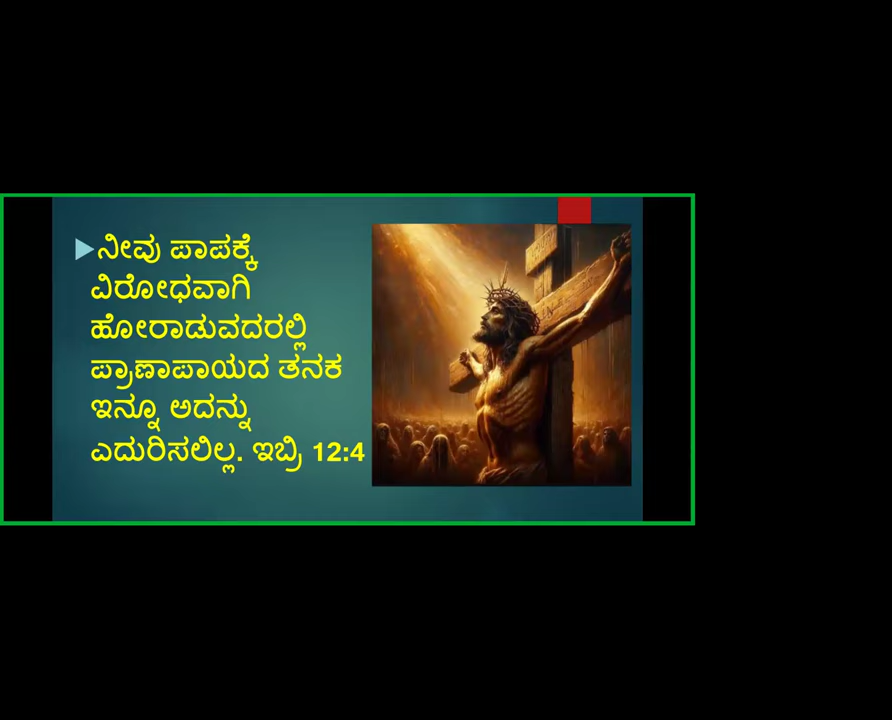 ನೀವು ಪಾಪಕ್ಕೆ
ವಿರೋಧವಾಗಿ
ಹೋರಾಡುವದರಲ್ಲಿ
ಪ್ರಾಣಾಪಾಯದ ತನಕ
ಇನ್ನೂ ಅದನ್ನು
ಎದುರಿಸಲಿಲ್ಲ. ಇಬ್ರಿ 12:4